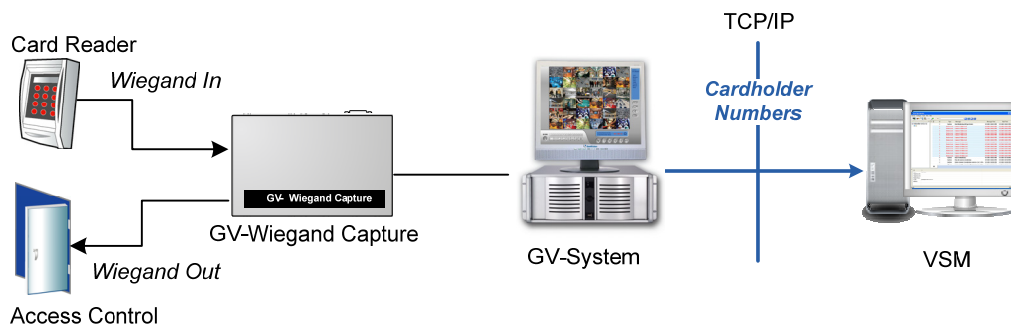 TCP/IP
Card Reader
Wiegand In
Cardholder
Numbers
GV- Wiegand Capture
GV-Wiegand Capture
Wiegand Out
GV-System
VSM
Access Control